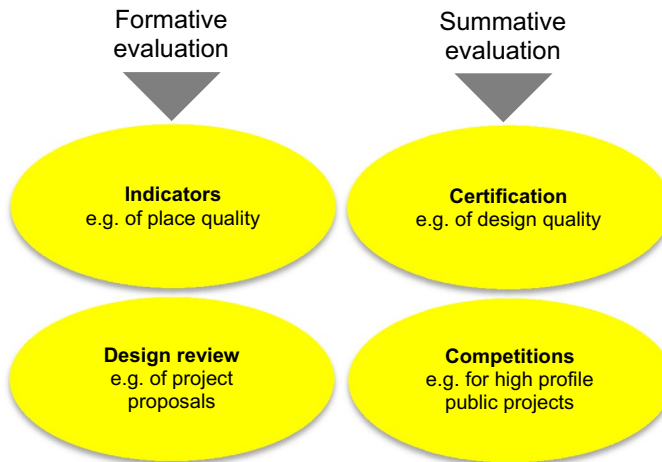 Formative
evaluation
Summative
evaluation
Indicators
e.g. of place quality
Certification
e.g. of design quality
Design review
e.g. of project
proposals
Competitions
e.g. for high profile
public projects